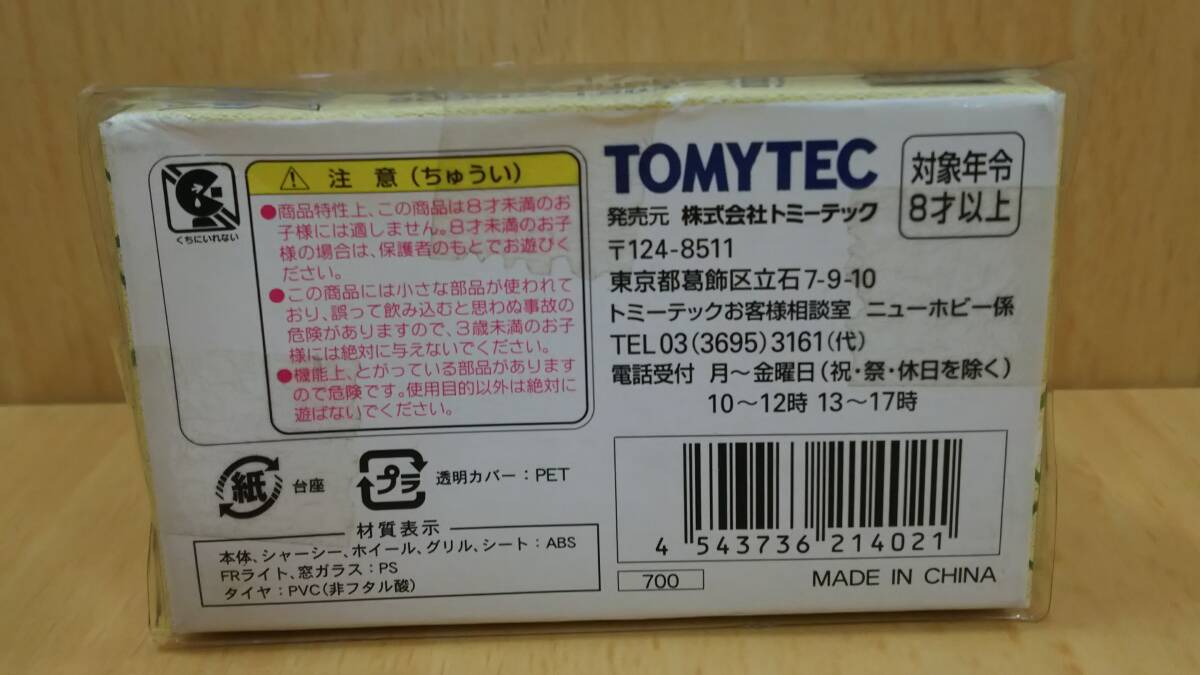 くちにいれない
⚠ 注意(ちゅうい)
●商品特性上、この商品は8才未満のお
子様には適しません。8才未満のお子
様の場合は、保護者のもとでお遊びく
ださい。
●この商品には小さな部品が使われて
おり、誤って飲み込むと思わぬ事故の
危険がありますので、3歳未満のお子
様には絶対に与えないでください。
●機能上、とがっている部品があります
ので危険です。使用目的以外は絶対に
遊ばないでください。
TOMYTEC
発売元 株式会社トミーテック
対象年令
8才以上
〒124-8511
東京都葛飾区立石7-9-10
トミーテックお客様相談室 ニューホビー係
TEL 03(3695)3161(代)
電話受付 月〜金曜日(祝・祭・休日を除く)
10〜12時 13〜17時
紙 台座
プラ 透明カバー:PET
材質表示
本体、シャーシー、ホイール、グリル、シート:ABS
FRライト、窓ガラス:PS
タイヤ:PVC(非フタル酸)
4 543736 214021
700
MADE IN CHINA